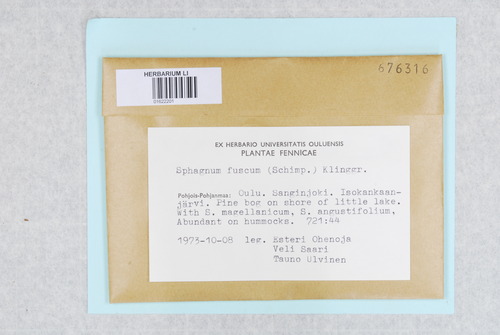 676316
HERBARIUM LI
01622201
EX HERBARIO UNIVERSITATIS OULUENSIS
PLANTAE FENNICAE
Sphagnum fuscum (Schimp.) Klinggr.
Pohjois-Pohjanmaa: Oulu. Sanginjoki. Isokankaan-
järvi. Pine bog on shore of little lake.
With S. magellanicum, S. angustifolium,
Abundant on hummocks. 721:44
1973-10-08 leg. Esteri Ohenoja
Veli Saari
Tauno Ulvinen